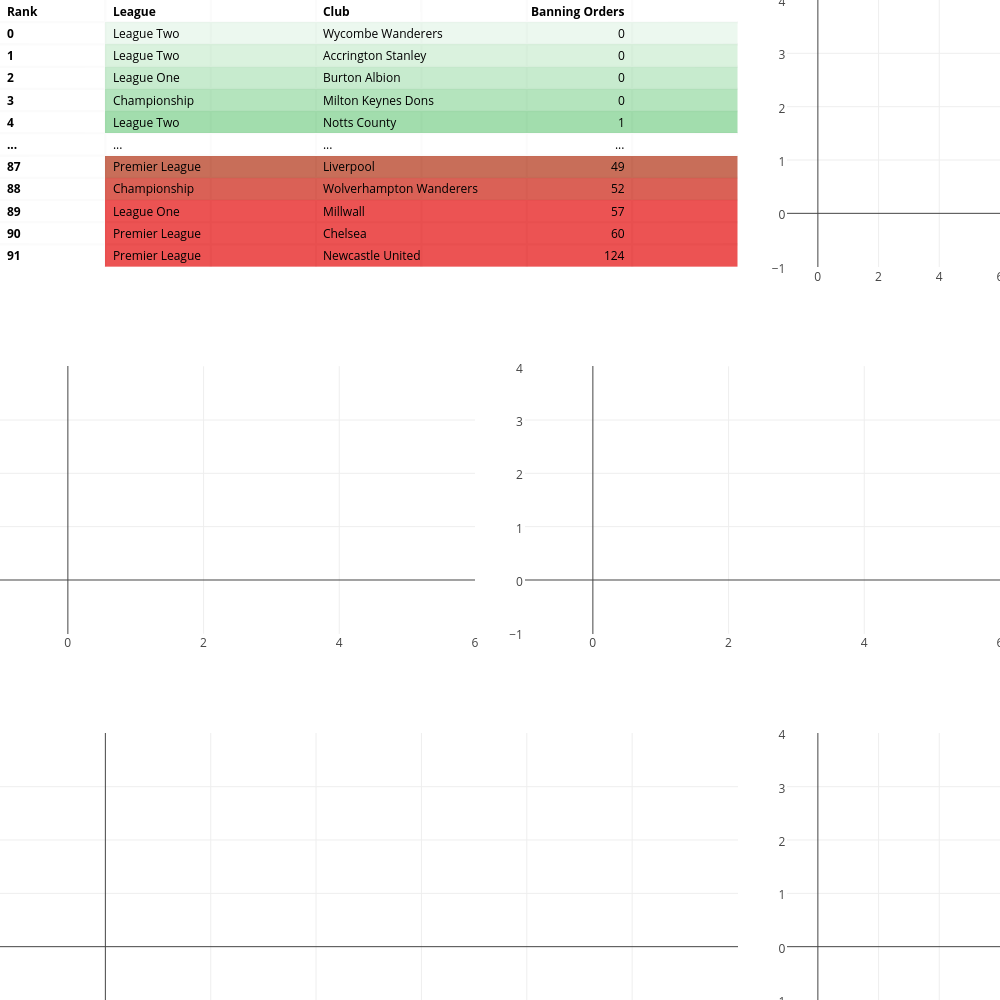 Rank League Club Banning Orders
0 League Two Wycombe Wanderers 0
1 League Two Accrington Stanley 0
2 League One Burton Albion 0
3 Championship Milton Keynes Dons 0
4 League Two Notts County 1
... ... ... ...
87 Premier League Liverpool 49
88 Championship Wolverhampton Wanderers 52
89 League One Millwall 57
90 Premier League Chelsea 60
91 Premier League Newcastle United 124
4
3
2
1
0
−1
0 2 4 6
0 2 4 6
4
3
2
1
0
−1
0 2 4 6
4
3
2
1
0
−1